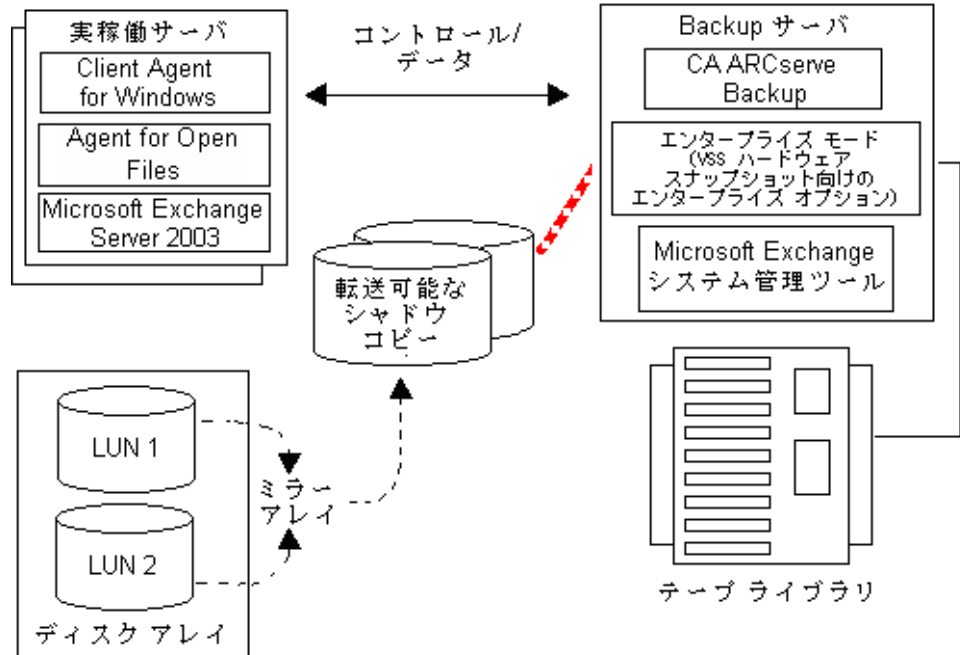 実稼働サーバ
Client Agent
for Windows
Agent for Open
Files
Microsoft Exchange
Server 2003
コントロール/
データ
Backup サーバ
CA ARCserve
Backup
エンタープライズ モード
(VSS ハードウェア
スナップショット向けの
エンタープライズ オプション)
Microsoft Exchange
システム管理ツール
転送可能な
シャドウ
コピー
LUN 1
LUN 2
ミラー
アレイ
ディスク アレイ
テープ ライブラリ